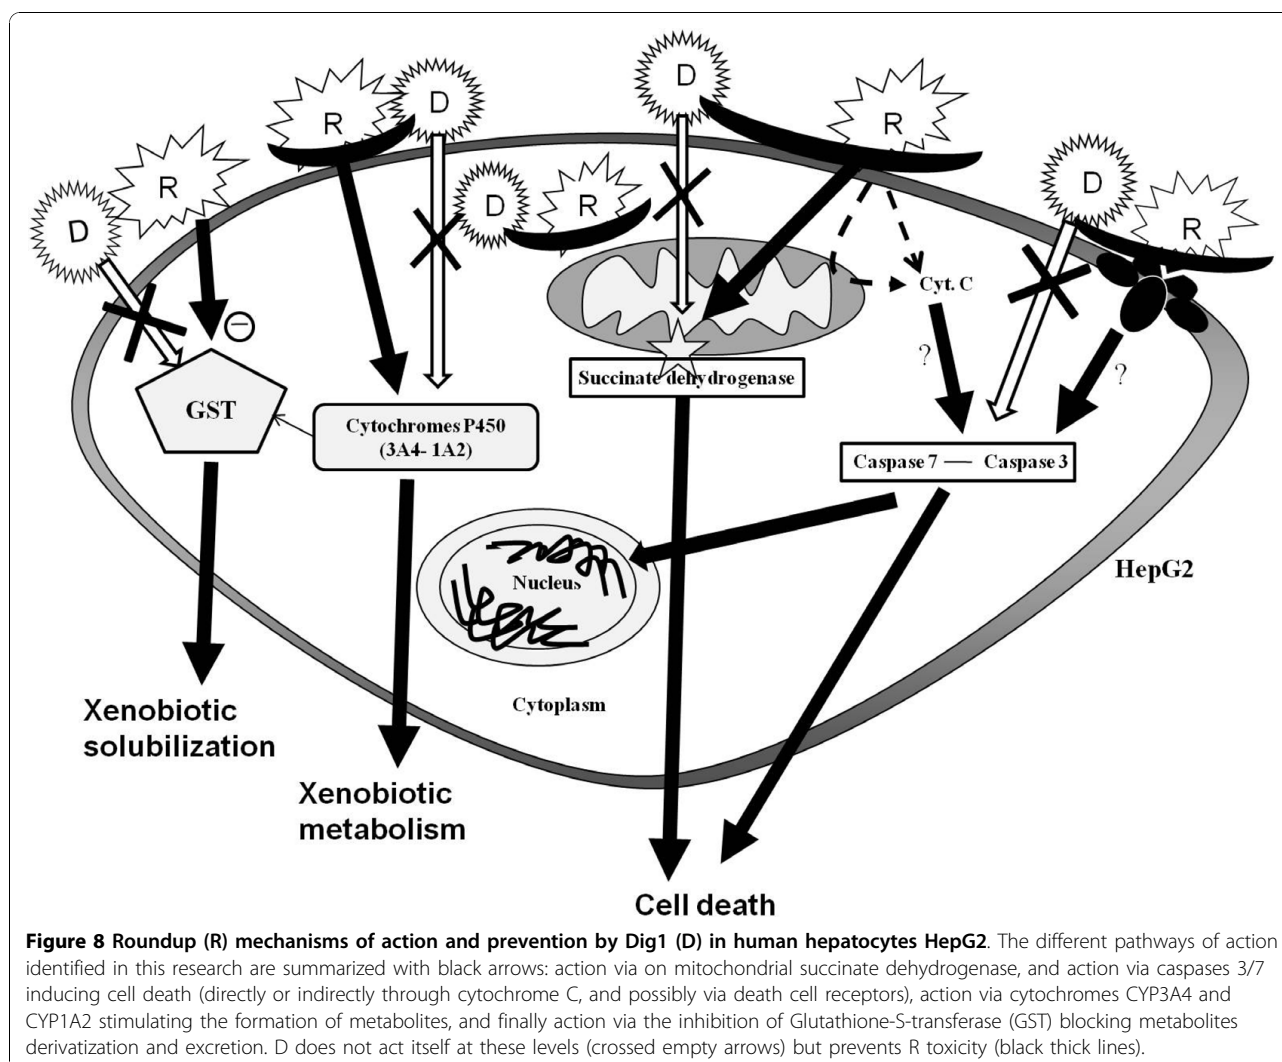 D
R
D
R
D
R
D
R
D
R
D
R
−
Cyt. C
?
?
GST
Cytochromes P450
(3A4- 1A2)
Succinate dehydrogenase
Caspase 7 — Caspase 3
Nucleus
HepG2
Cytoplasm
Xenobiotic
solubilization
Xenobiotic
metabolism
Cell death
Figure 8 Roundup (R) mechanisms of action and prevention by Dig1 (D) in human hepatocytes HepG2. The different pathways of action
identified in this research are summarized with black arrows: action via on mitochondrial succinate dehydrogenase, and action via caspases 3/7
inducing cell death (directly or indirectly through cytochrome C, and possibly via death cell receptors), action via cytochromes CYP3A4 and
CYP1A2 stimulating the formation of metabolites, and finally action via the inhibition of Glutathione-S-transferase (GST) blocking metabolites
derivatization and excretion. D does not act itself at these levels (crossed empty arrows) but prevents R toxicity (black thick lines).